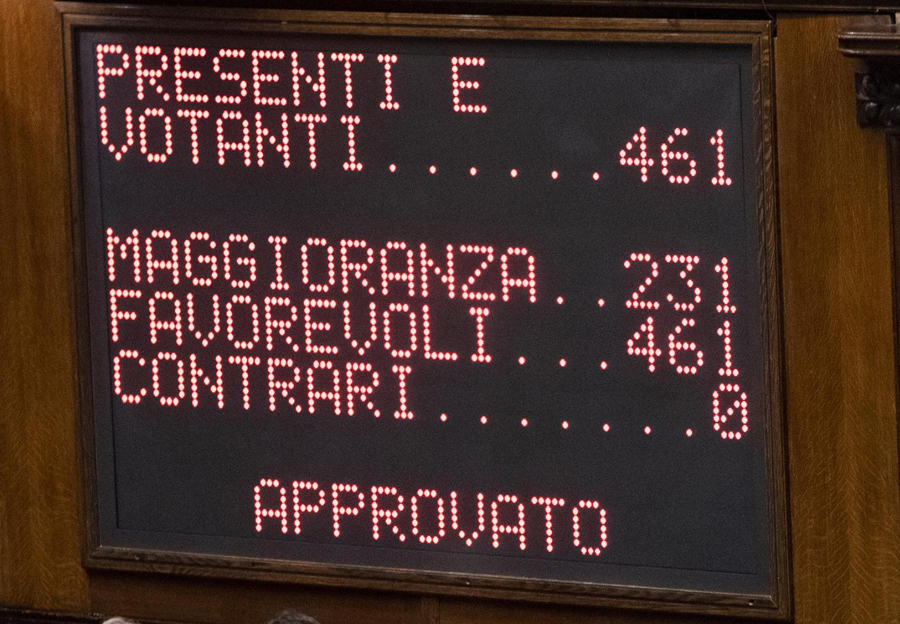 PRESENTI E
VOTANTI......461
MAGGIORANZA..231
FAVOREVOLI...461
CONTRARI.......0
APPROVATO